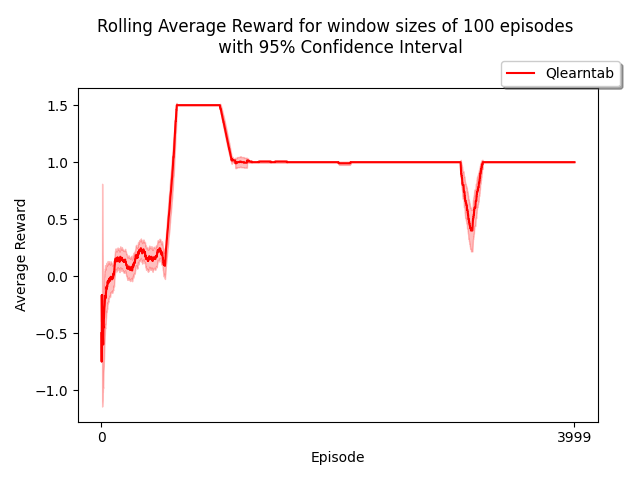 Rolling Average Reward for window sizes of 100 episodes
with 95% Confidence Interval
Qlearntab
1.5
1.0
0.5
0.0
−0.5
−1.0
Average Reward
0
3999
Episode